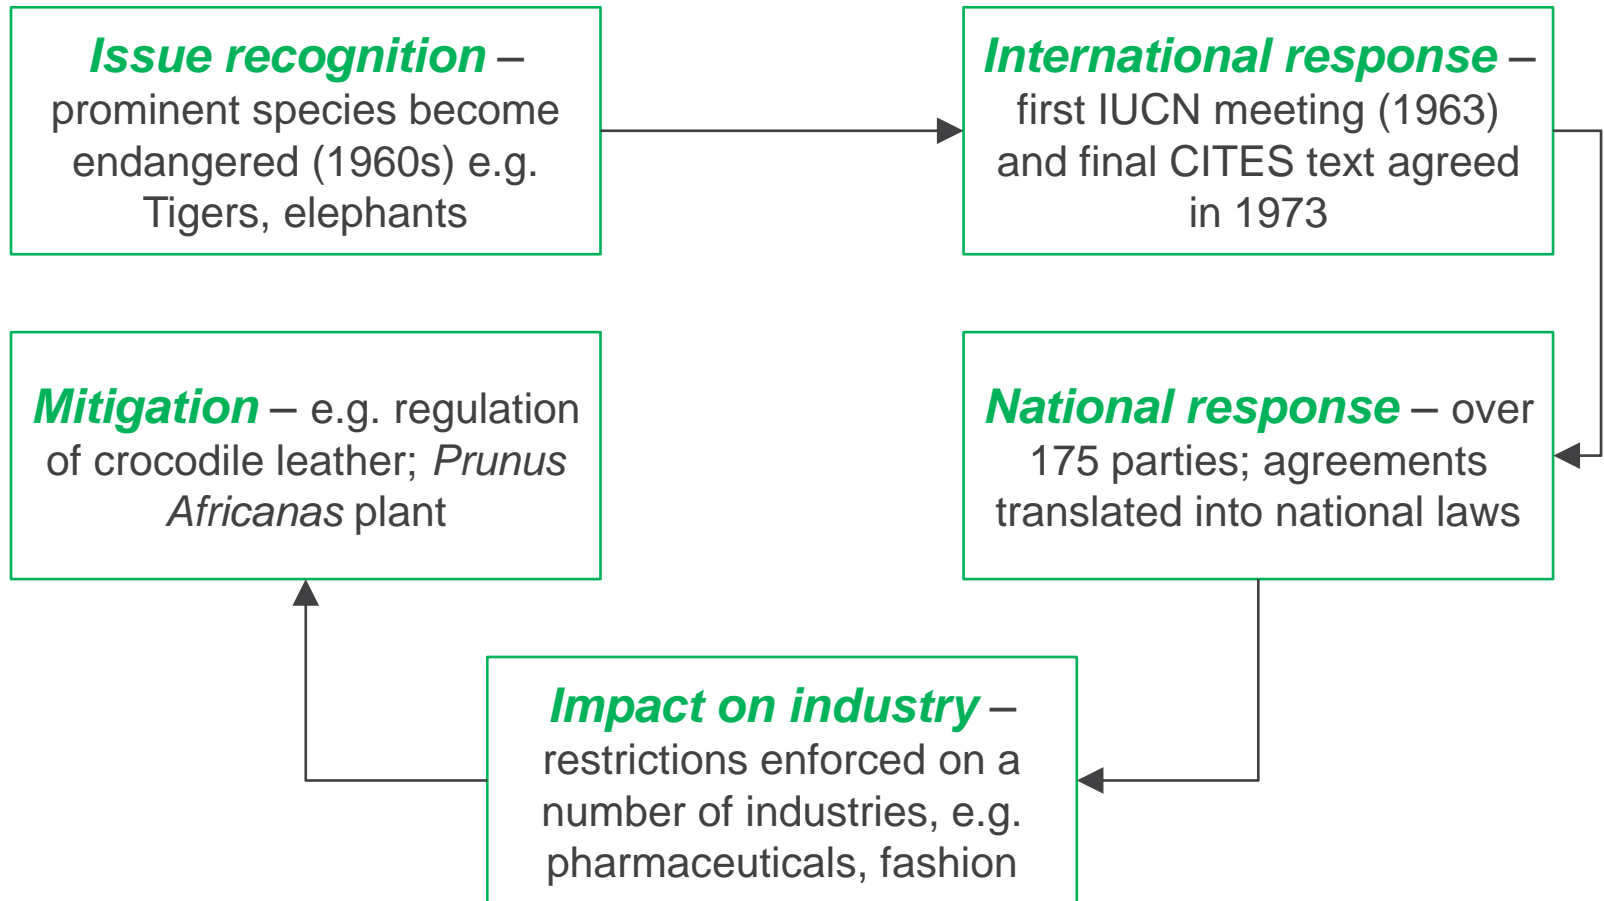 Issue recognition –
prominent species become
endangered (1960s) e.g.
Tigers, elephants
International response –
first IUCN meeting (1963)
and final CITES text agreed
in 1973
National response – over
175 parties; agreements
translated into national laws
Impact on industry –
restrictions enforced on a
number of industries, e.g.
pharmaceuticals, fashion
Mitigation – e.g. regulation
of crocodile leather; Prunus
Africanas plant